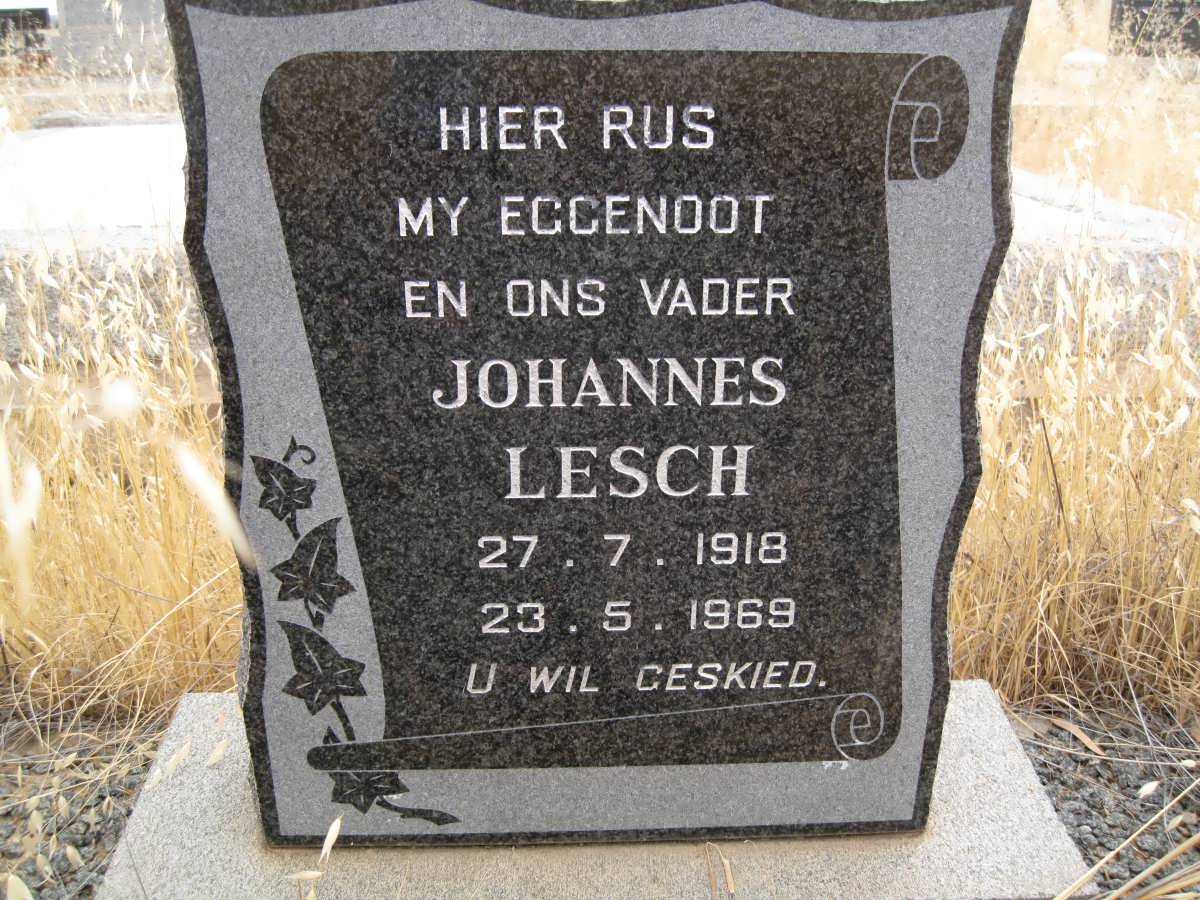 HIER RUS
MY EGGENOOT
EN ONS VADER
JOHANNES
LESCH
27 . 7 . 1918
23 . 5 . 1969
U WIL GESKIED.